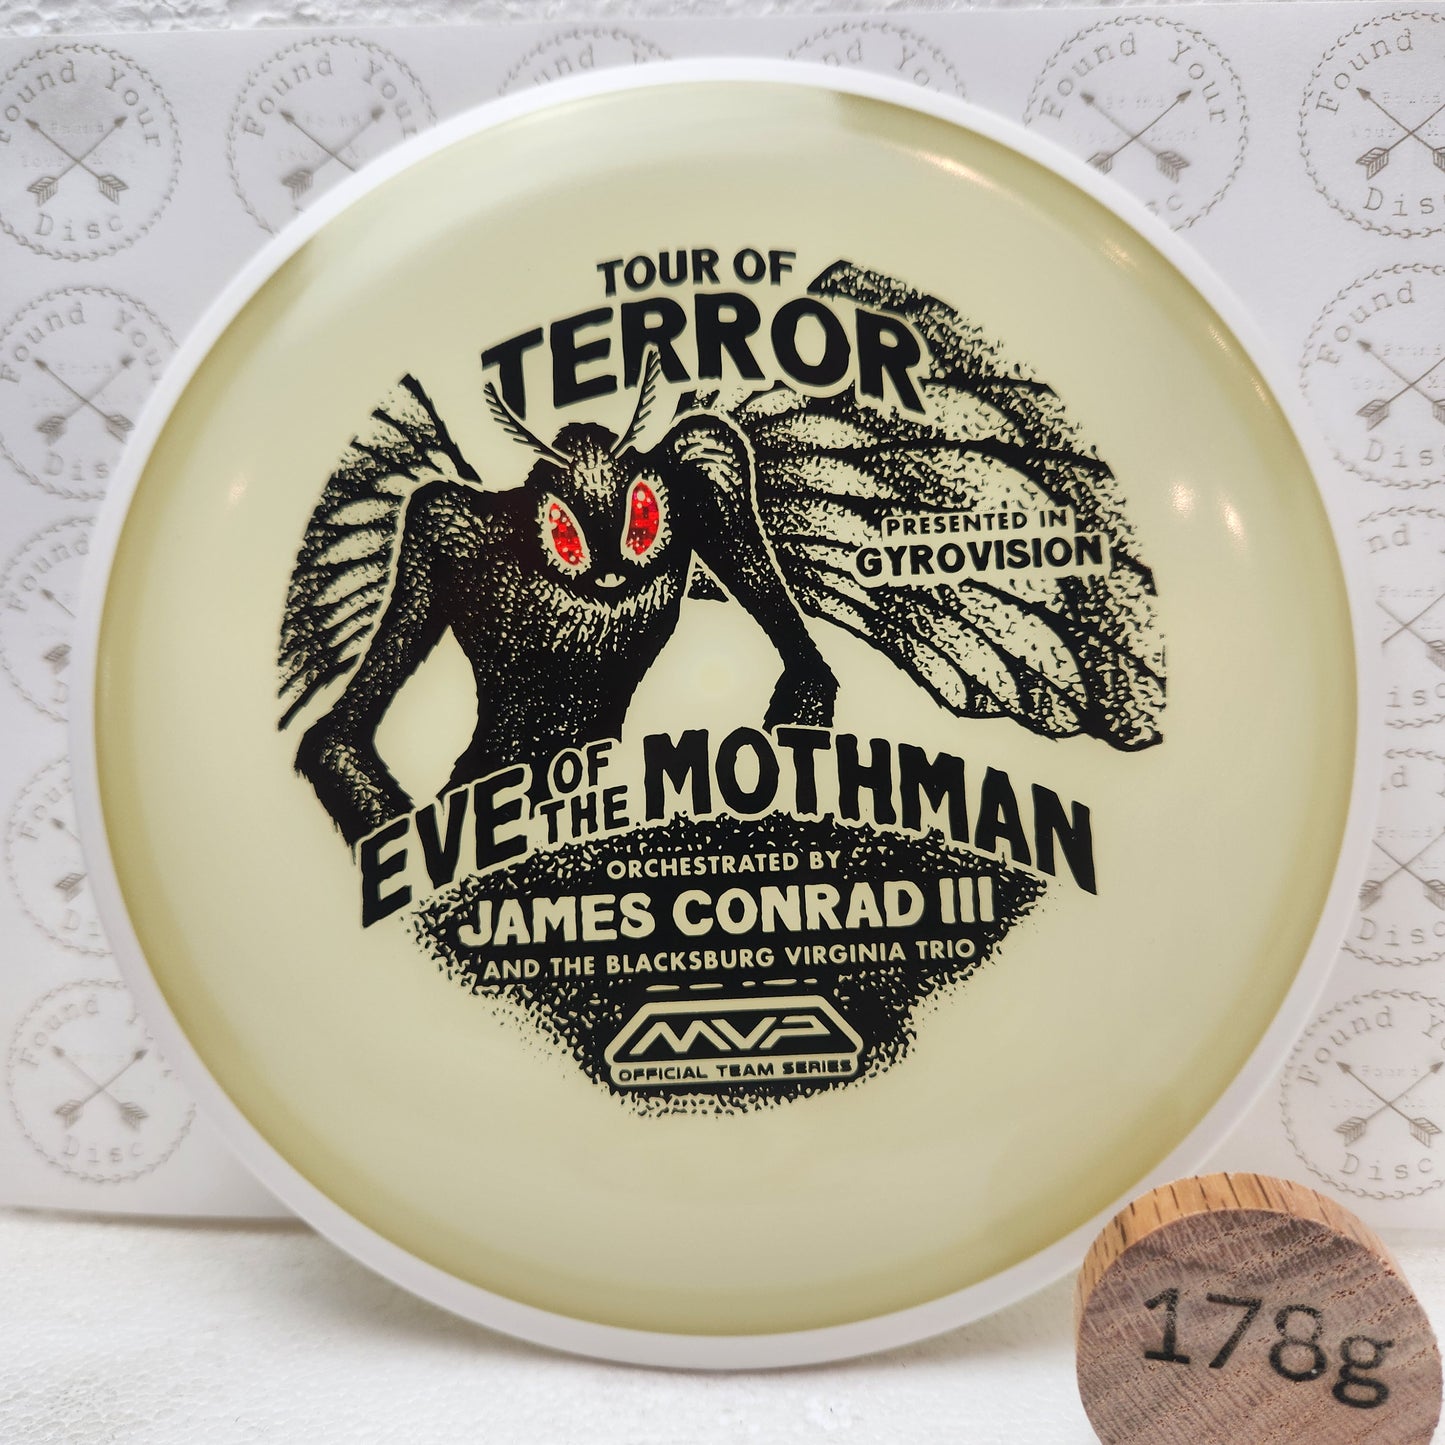 TOUR OF
TERROR
PRESENTED IN
GYROVISION
EVE OF THE MOTHMAN
ORCHESTRATED BY
JAMES CONRAD III
AND THE BLACKSBURG VIRGINIA TRIO
MVP
OFFICIAL TEAM SERIES
178g
Found Your
Disc